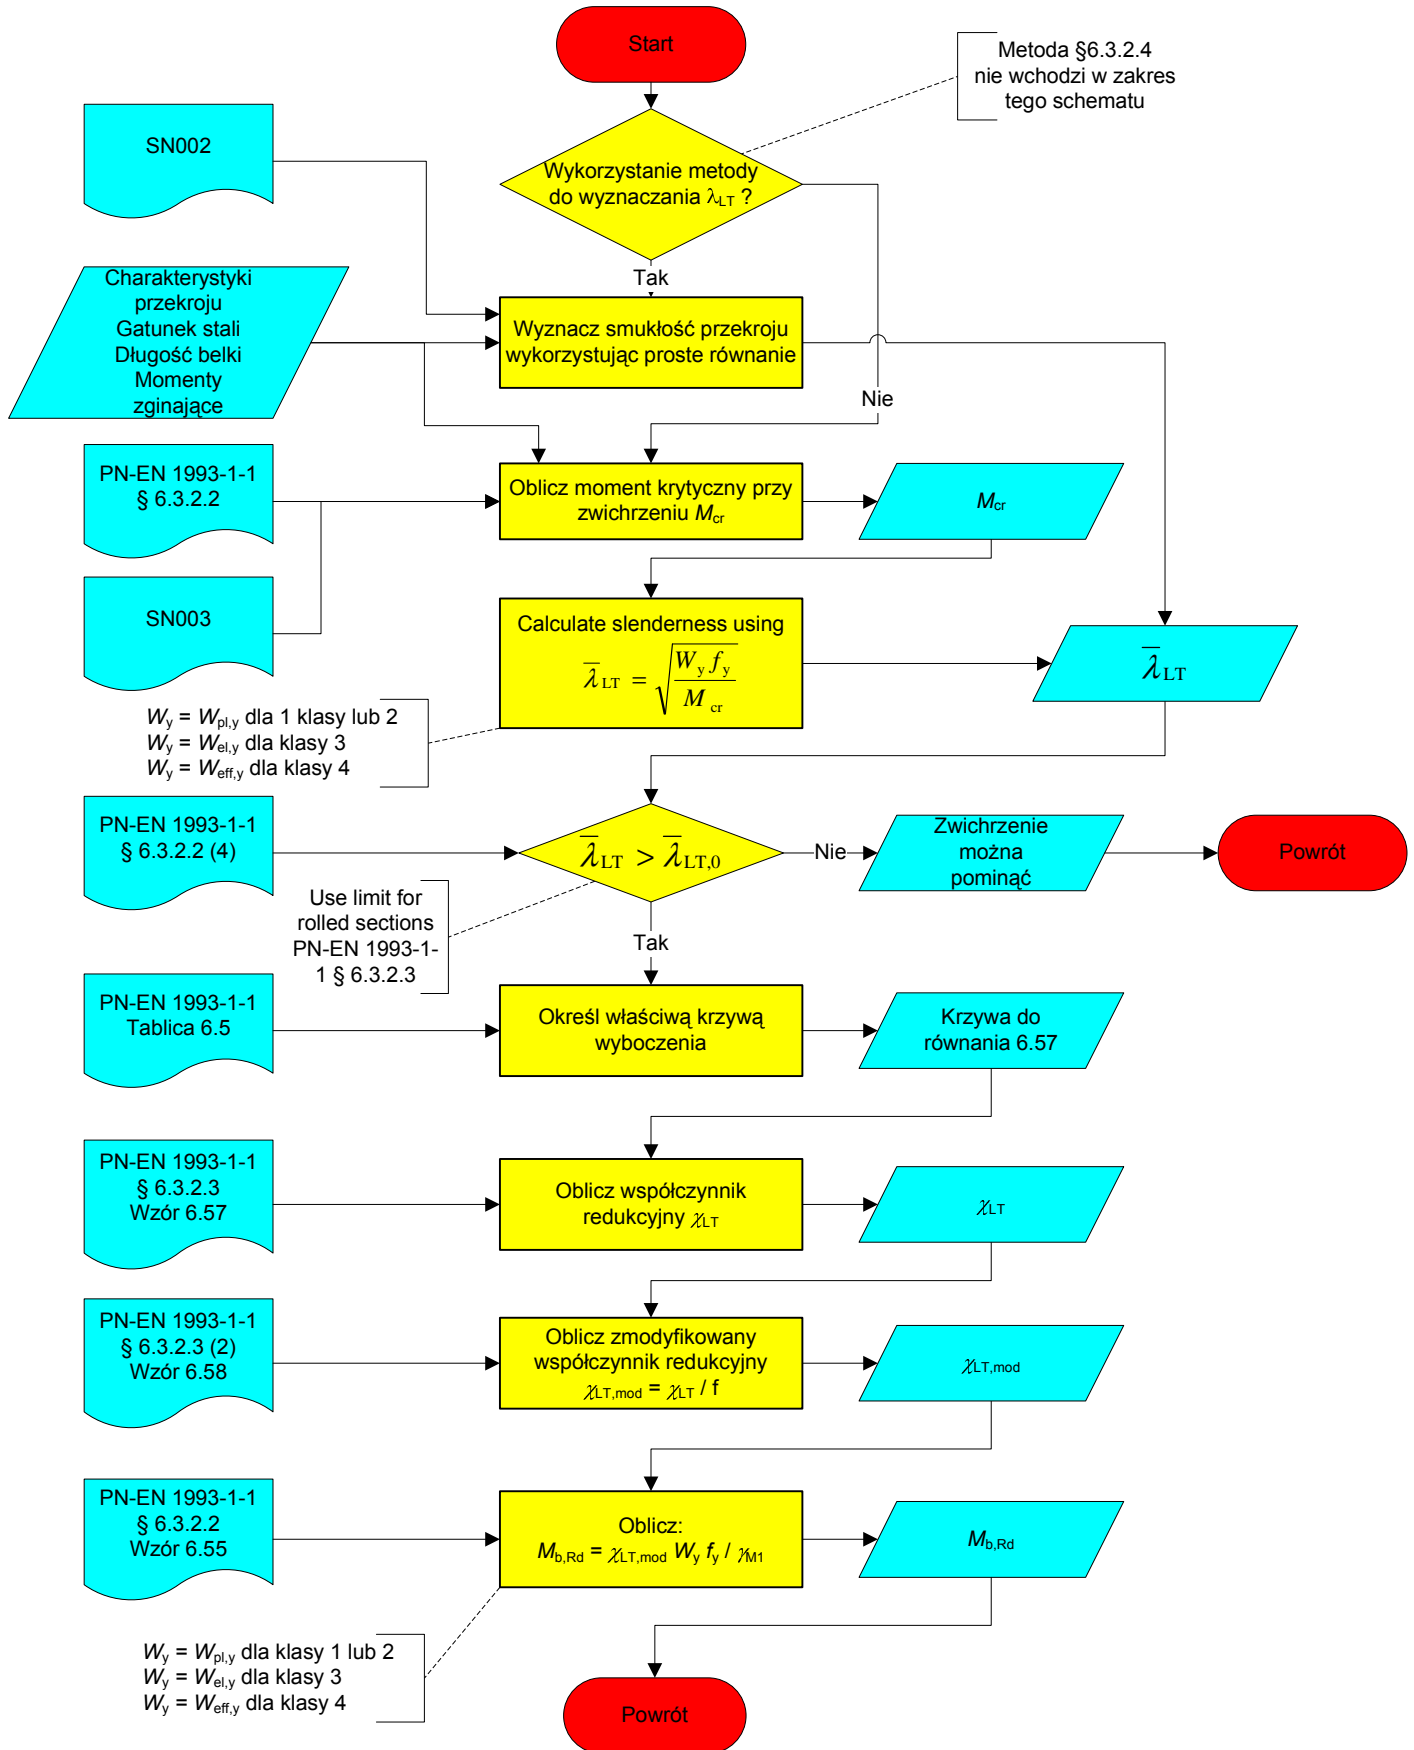 Start
Metoda §6.3.2.4
nie wchodzi w zakres
tego schematu
SN002
Wykorzystanie metody
do wyznaczania λLT ?
Tak
Charakterystyki
przekroju
Gatunek stali
Długość belki
Momenty
zginające
Wyznacz smukłość przekroju
wykorzystując proste równanie
Nie
PN-EN 1993-1-1
§ 6.3.2.2
Oblicz moment krytyczny przy
zwichrzeniu Mcr
Mcr
SN003
Calculate slenderness using
λ̅LT = √(Wy fy / Mcr)
λ̅LT
Wy = Wpl,y dla 1 klasy lub 2
Wy = Wel,y dla klasy 3
Wy = Weff,y dla klasy 4
PN-EN 1993-1-1
§ 6.3.2.2 (4)
λ̅LT > λ̅LT,0
Nie
Zwichrzenie
można
pominąć
Powrót
Use limit for
rolled sections
PN-EN 1993-1-
1 § 6.3.2.3
Tak
PN-EN 1993-1-1
Tablica 6.5
Określ właściwą krzywą
wyboczenia
Krzywa do
równania 6.57
PN-EN 1993-1-1
§ 6.3.2.3
Wzór 6.57
Oblicz współczynnik
redukcyjny χLT
χLT
PN-EN 1993-1-1
§ 6.3.2.3 (2)
Wzór 6.58
Oblicz zmodyfikowany
współczynnik redukcyjny
χLT,mod = χLT / f
χLT,mod
PN-EN 1993-1-1
§ 6.3.2.2
Wzór 6.55
Oblicz:
Mb,Rd = χLT,mod Wy fy / γM1
Mb,Rd
Wy = Wpl,y dla klasy 1 lub 2
Wy = Wel,y dla klasy 3
Wy = Weff,y dla klasy 4
Powrót